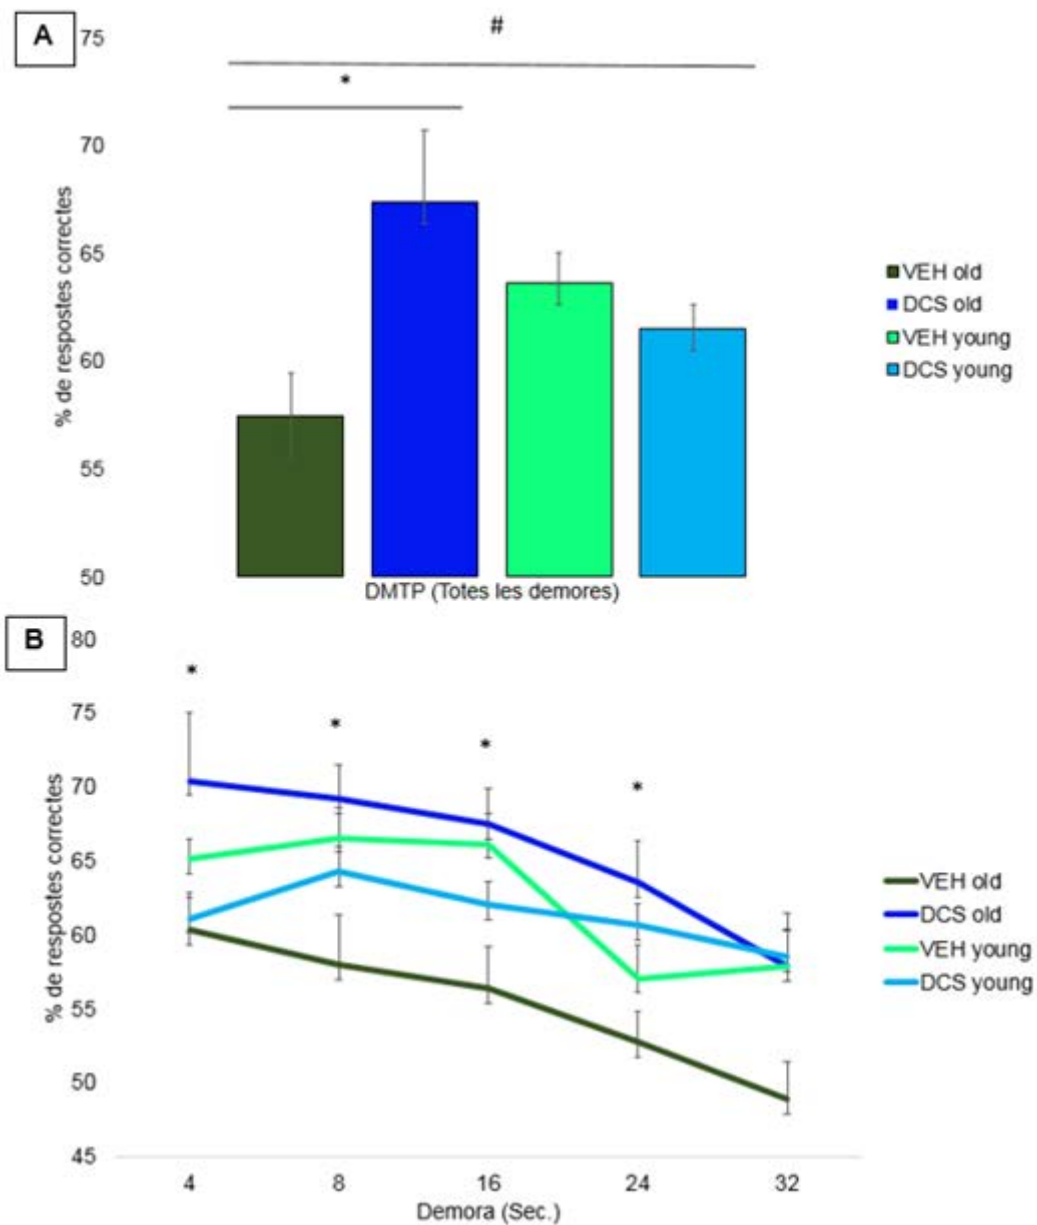 A
75
#
*
70
65
60
55
50
% de respostes correctes
DMTP (Totes les demores)
VEH old
DCS old
VEH young
DCS young
B
80
*
75
*
*
70
*
65
60
55
50
45
% de respostes correctes
4 8 16 24 32
Demora (Sec.)
VEH old
DCS old
VEH young
DCS young